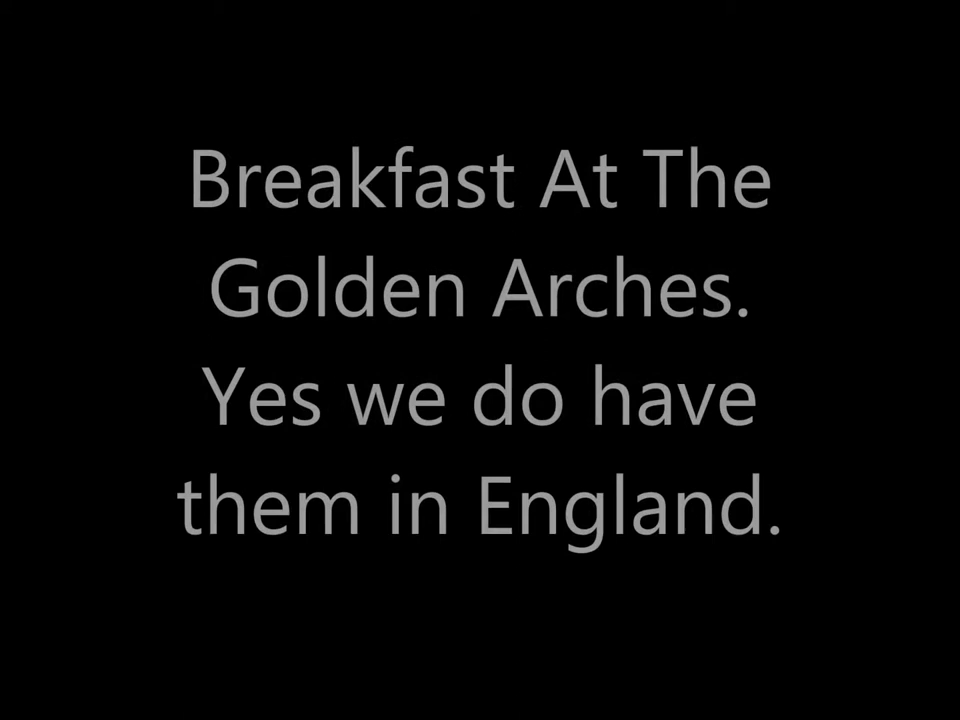 Breakfast At The
Golden Arches.
Yes we do have
them in England.